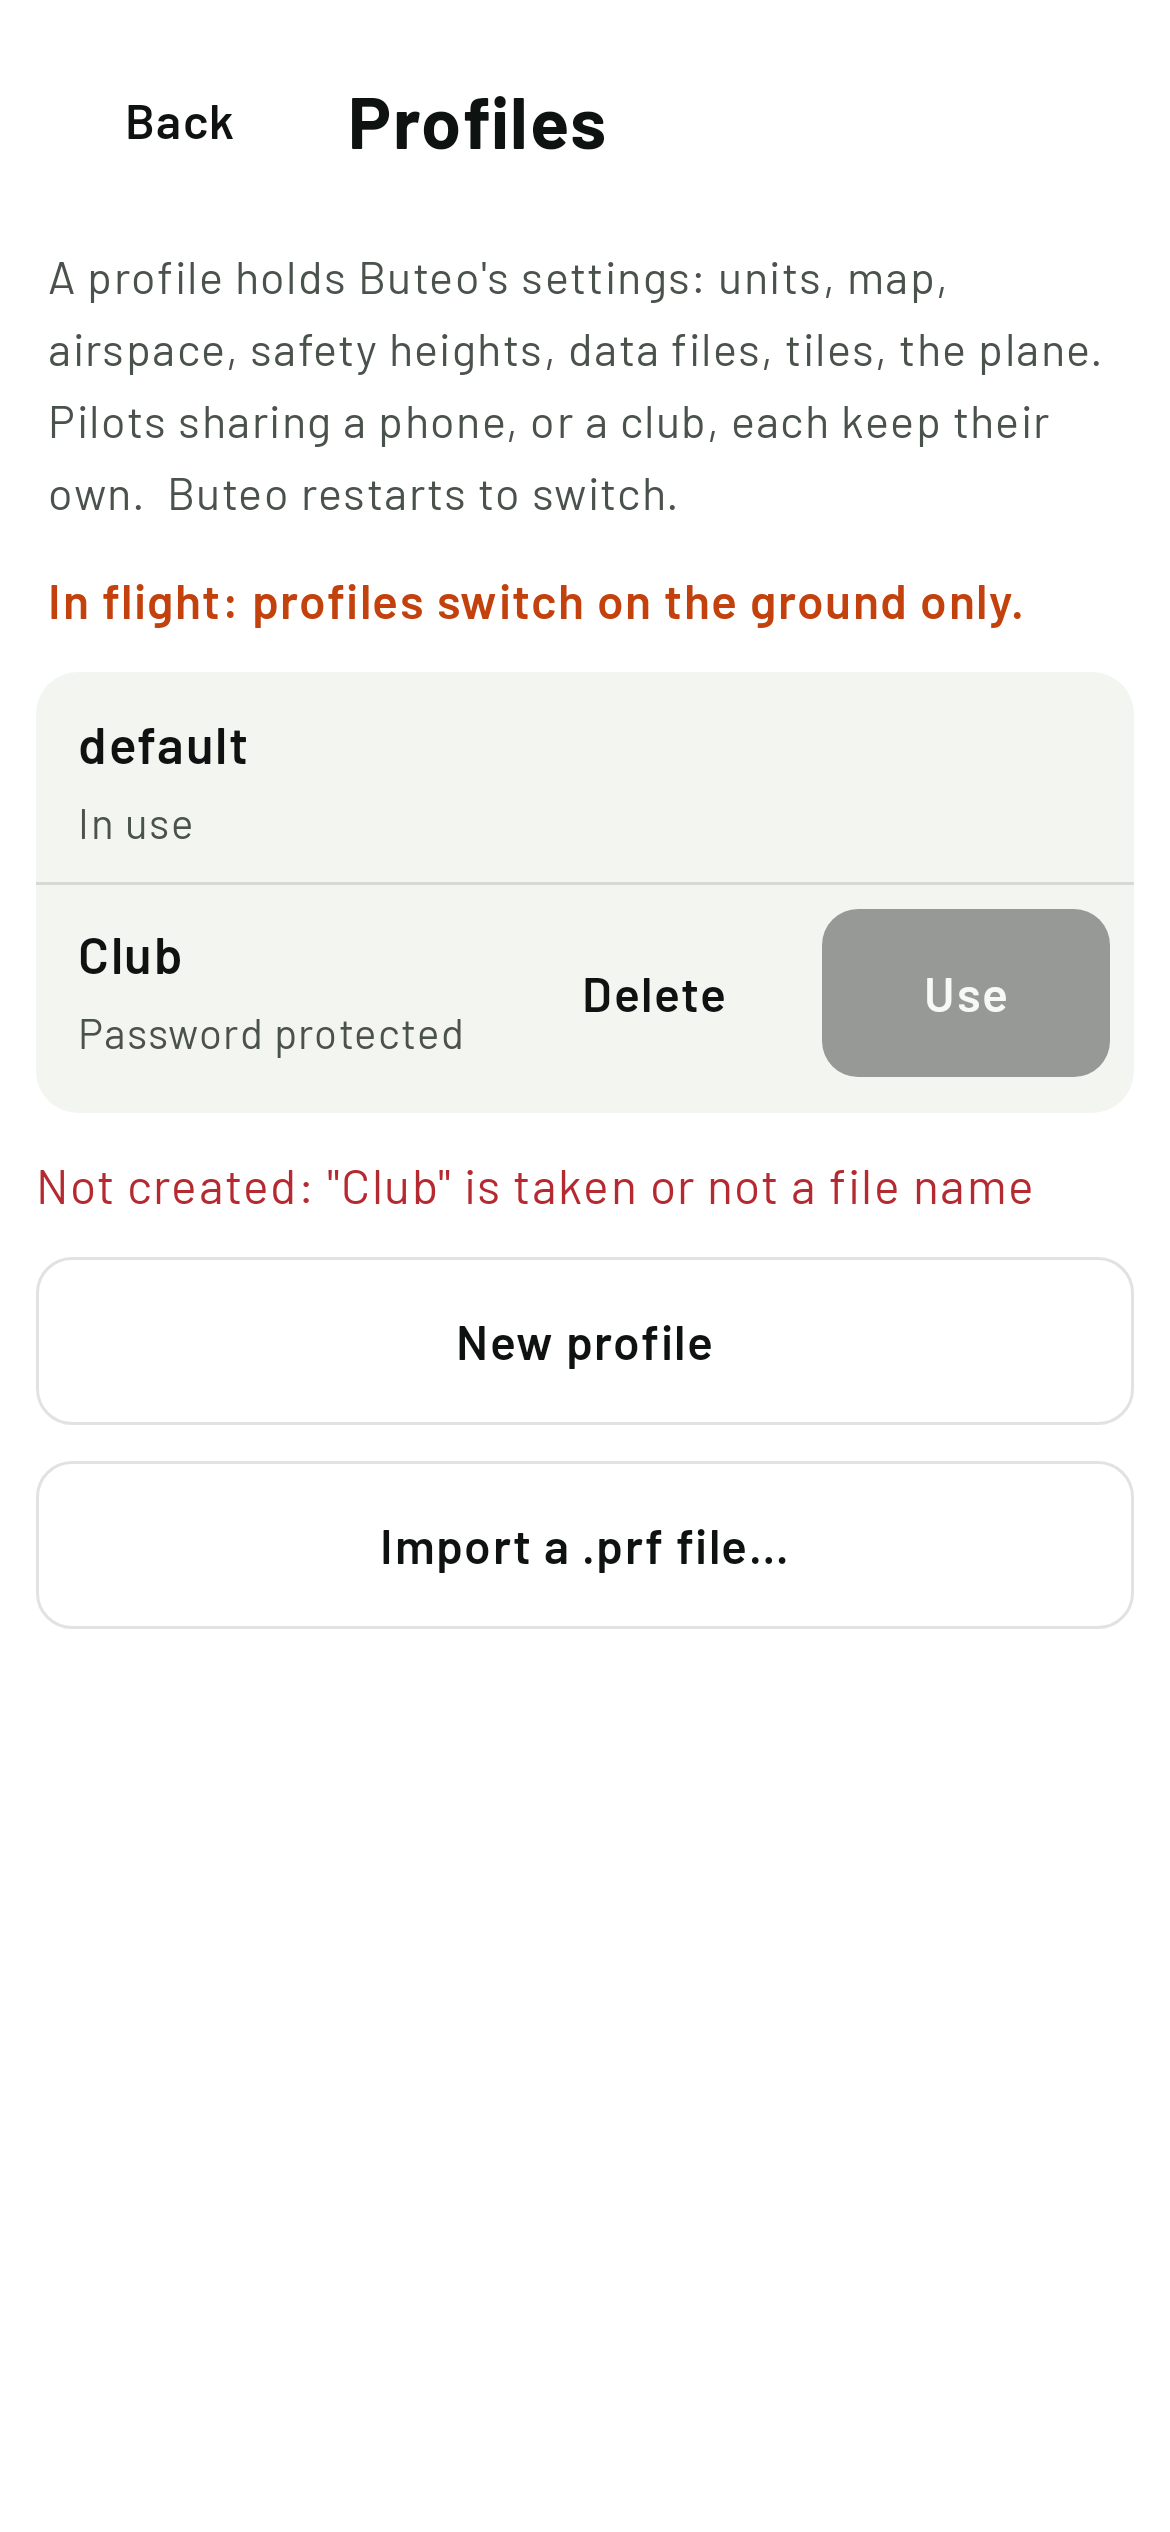 Back
Profiles
A profile holds Buteo's settings: units, map,
airspace, safety heights, data files, tiles, the plane.
Pilots sharing a phone, or a club, each keep their
own.  Buteo restarts to switch.
In flight: profiles switch on the ground only.
default
In use
Club
Password protected
Delete
Use
Not created: "Club" is taken or not a file name
New profile
Import a .prf file...